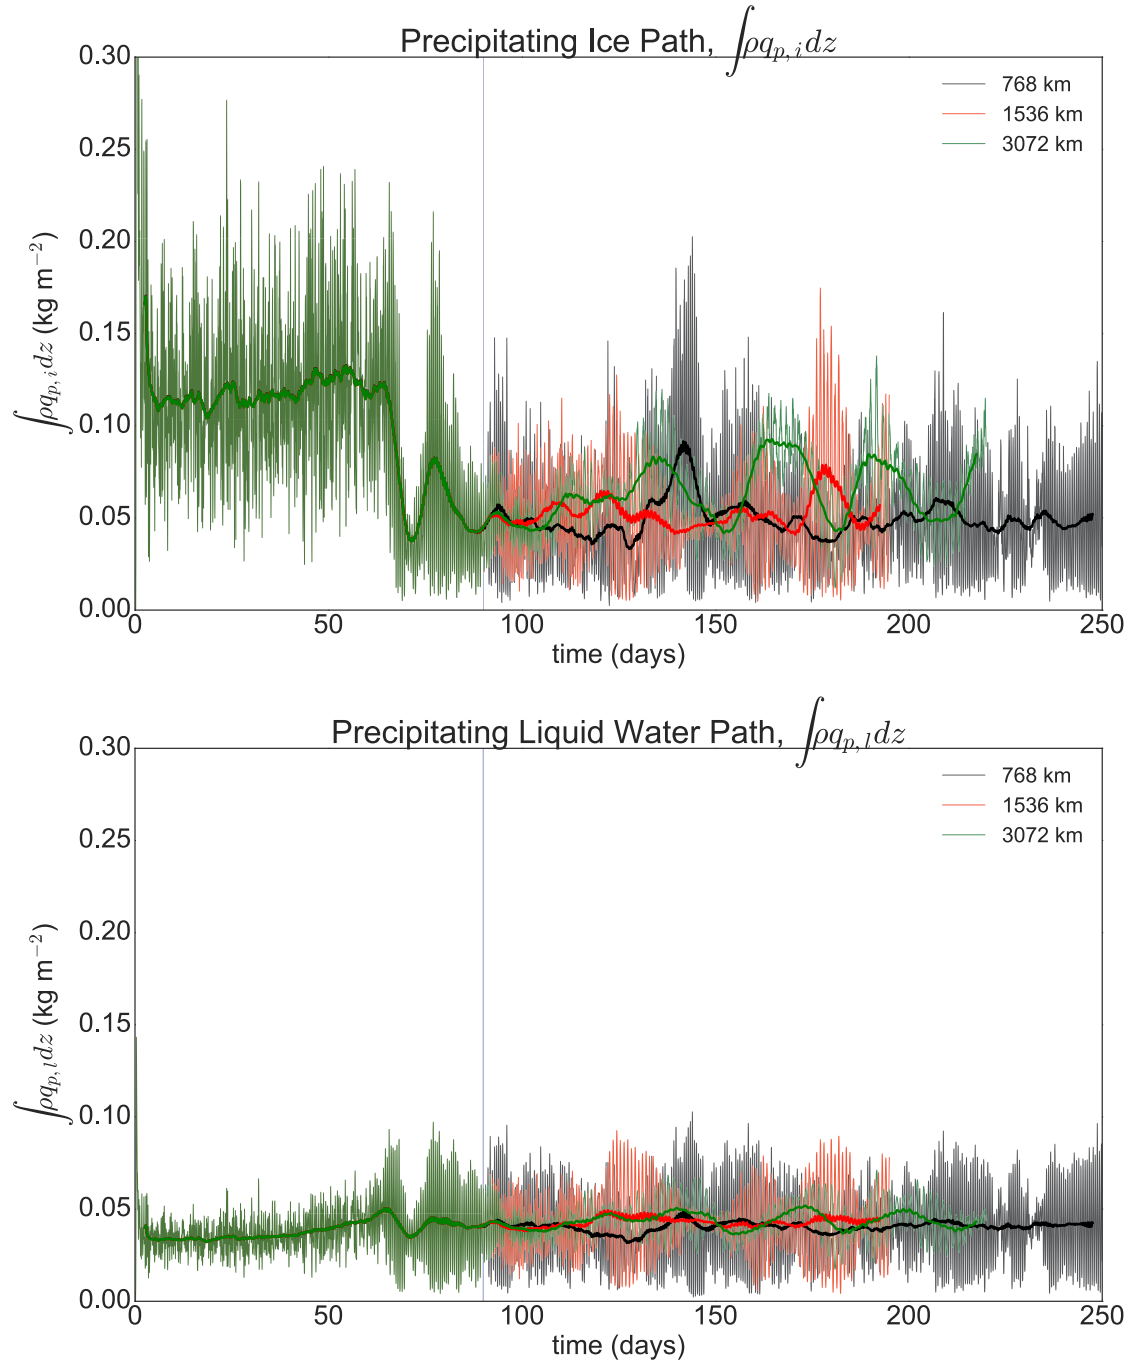 Precipitating Ice Path, ∫ρq_{p,i}dz
0.30
0.25
0.20
0.15
0.10
0.05
0.00
∫ρq_{p,i}dz (kg m^{−2})
768 km
1536 km
3072 km
0 50 100 150 200 250
time (days)
Precipitating Liquid Water Path, ∫ρq_{p,l}dz
0.30
0.25
0.20
0.15
0.10
0.05
0.00
∫ρq_{p,l}dz (kg m^{−2})
768 km
1536 km
3072 km
0 50 100 150 200 250
time (days)